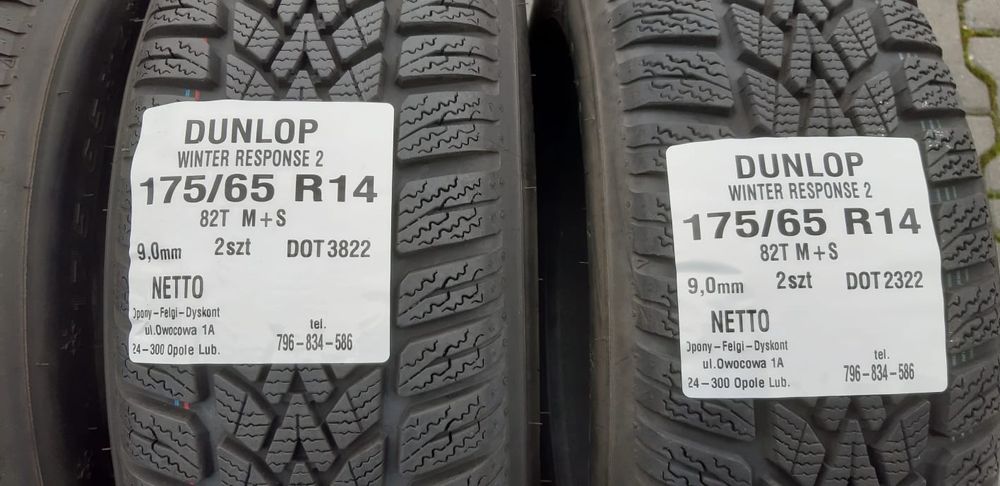 DUNLOP
WINTER RESPONSE 2
175/65 R14
82T M+S
9,0mm 2szt DOT3822
NETTO
Opony-Felgi-Dyskont
ul.Owocowa 1A
24-300 Opole Lub.
tel.
796-834-586
DUNLOP
WINTER RESPONSE 2
175/65 R14
82T M+S
9,0mm 2szt DOT2322
NETTO
Opony-Felgi-Dyskont
ul.Owocowa 1A
24-300 Opole Lub.
tel.
796-834-586